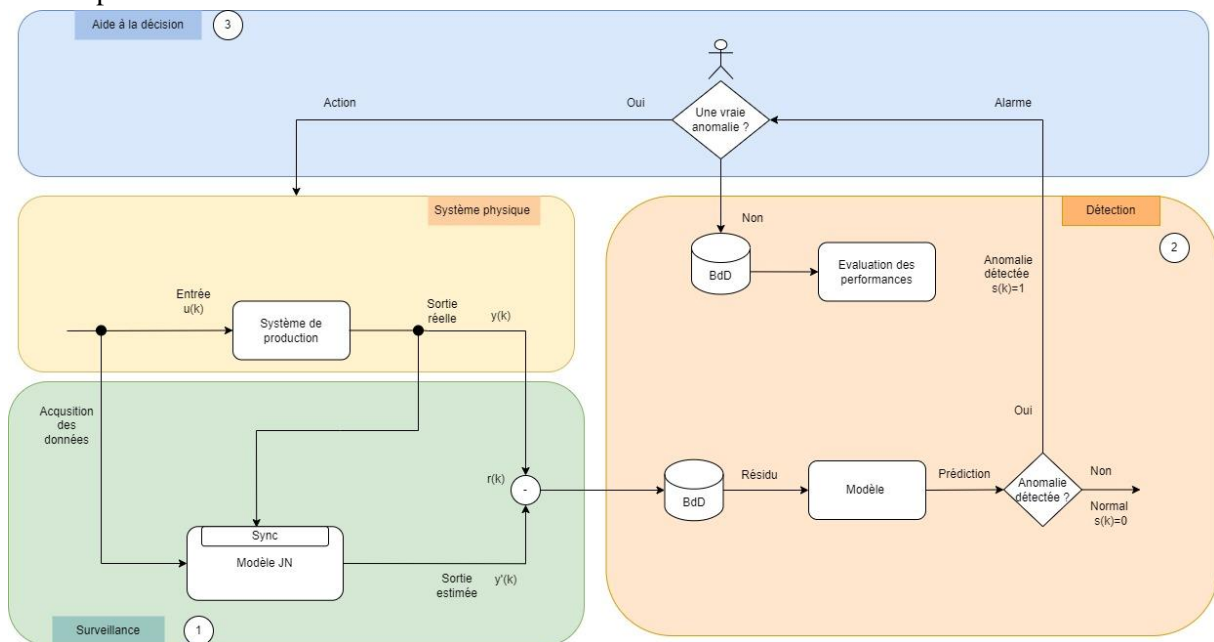 Aide à la décision
3
Action
Oui
Une vraie
anomalie ?
Alarme
Système physique
Détection
2
Non
BdD
Evaluation des
performances
Anomalie
détectée
s(k)=1
Entrée
u(k)
Système de
production
Sortie
réelle
y(k)
Acqusition
des
données
Oui
r(k)
-
BdD
Résidu
Modèle
Prédiction
Anomalie
détectée ?
Non
Normal
s(k)=0
Sync
Modèle JN
Sortie
estimée
y'(k)
Surveillance
1